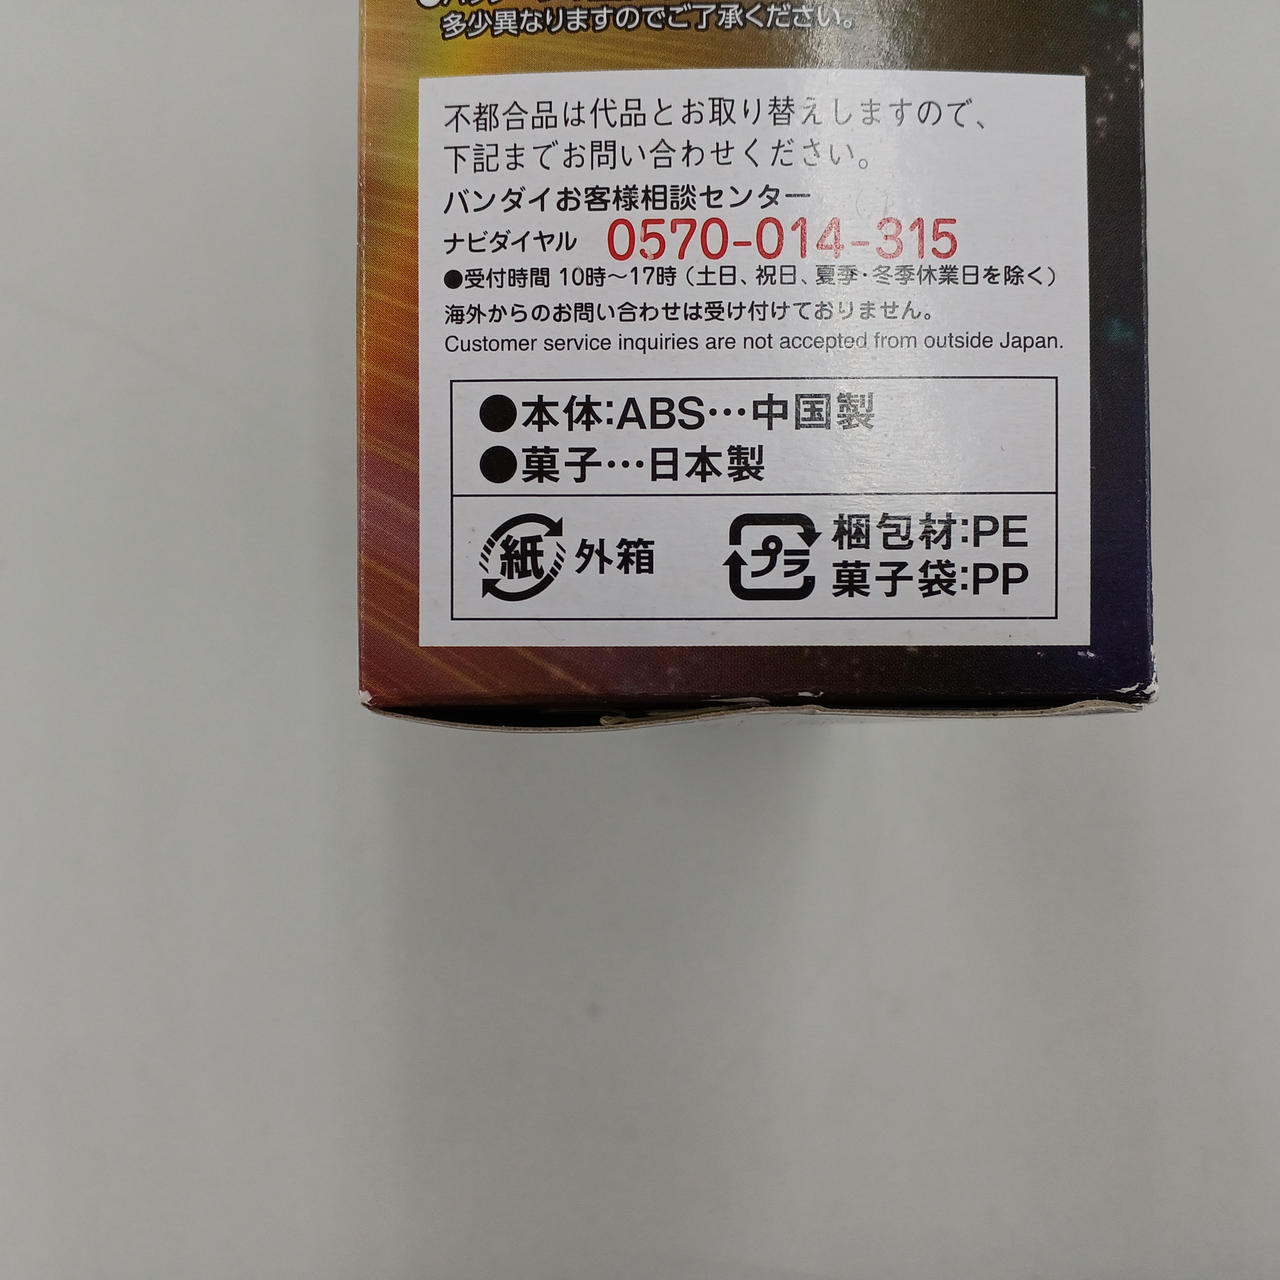 多少異なりますのでご了承ください。
不都合品は代品とお取り替えしますので、
下記までお問い合わせください。
バンダイお客様相談センター
ナビダイヤル 0570-014-315
●受付時間 10時～17時（土日、祝日、夏季・冬季休業日を除く）
海外からのお問い合わせは受け付けておりません。
Customer service inquiries are not accepted from outside Japan.
●本体:ABS…中国製
●菓子…日本製
紙 外箱
プラ 梱包材:PE
菓子袋:PP